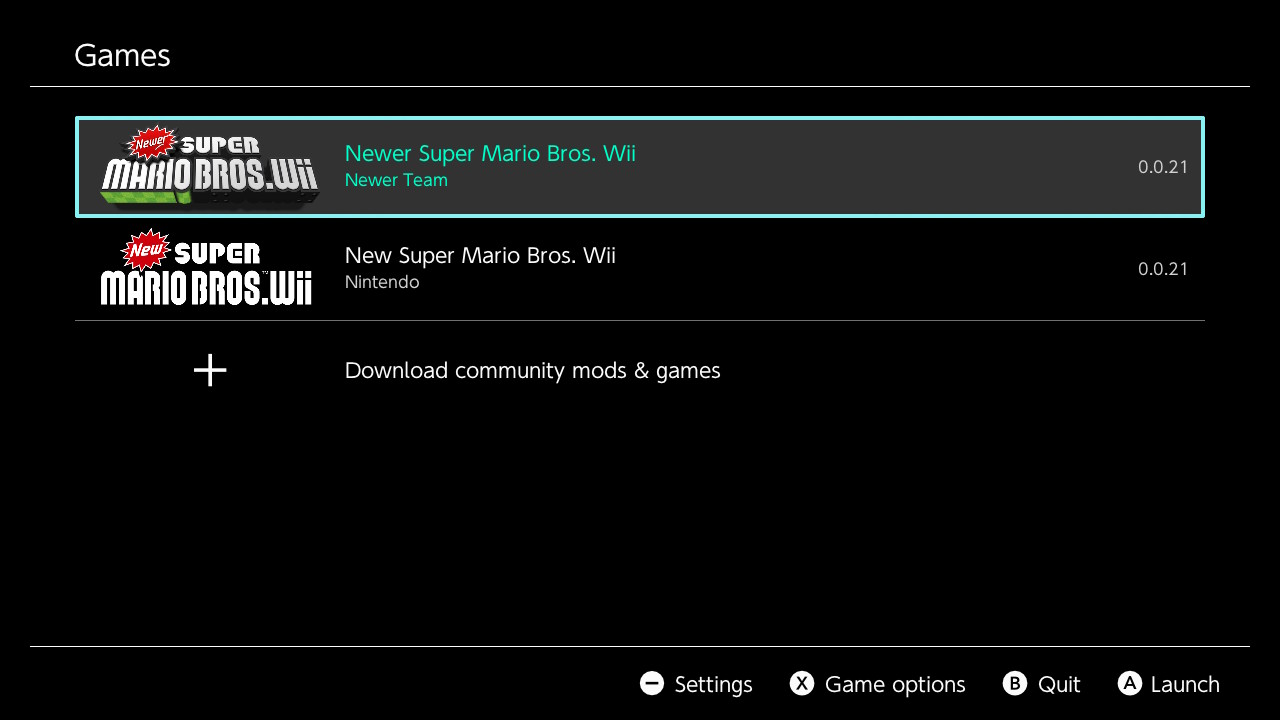 Games
Newer SUPER
MARIO BROS.Wii
Newer Super Mario Bros. Wii
Newer Team
0.0.21
New SUPER
MARIO BROS.Wii™
New Super Mario Bros. Wii
Nintendo
0.0.21
Download community mods & games
Settings X Game options B Quit A Launch